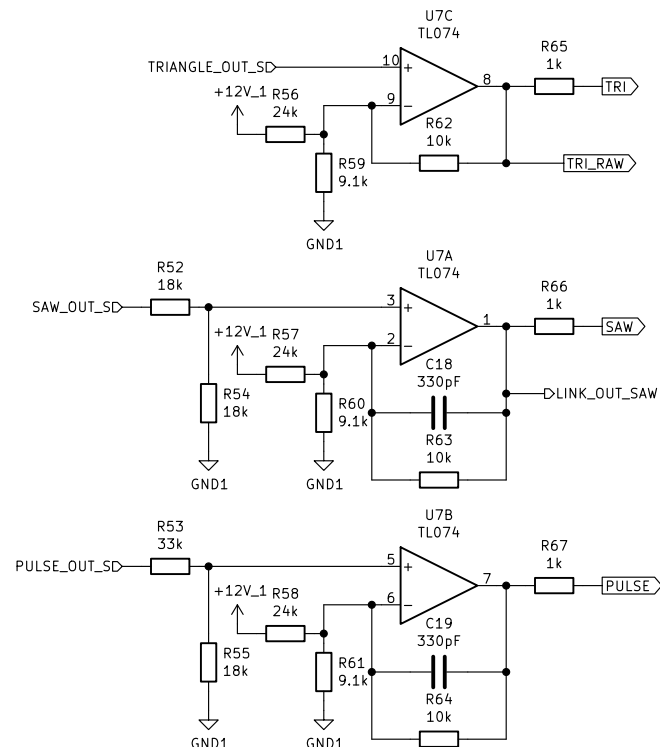 U7C
TL074
TRIANGLE_OUT_S
10
+
9
−
8
R65
1k
TRI
+12V_1
R56
24k
R62
10k
TRI_RAW
R59
9.1k
GND1
U7A
TL074
R52
18k
SAW_OUT_S
3
+
2
−
1
R66
1k
SAW
+12V_1
R57
24k
C18
330pF
LINK_OUT_SAW
R54
18k
R60
9.1k
R63
10k
GND1
GND1
U7B
TL074
R53
33k
PULSE_OUT_S
5
+
6
−
7
R67
1k
PULSE
+12V_1
R58
24k
C19
330pF
R55
18k
R61
9.1k
R64
10k
GND1
GND1